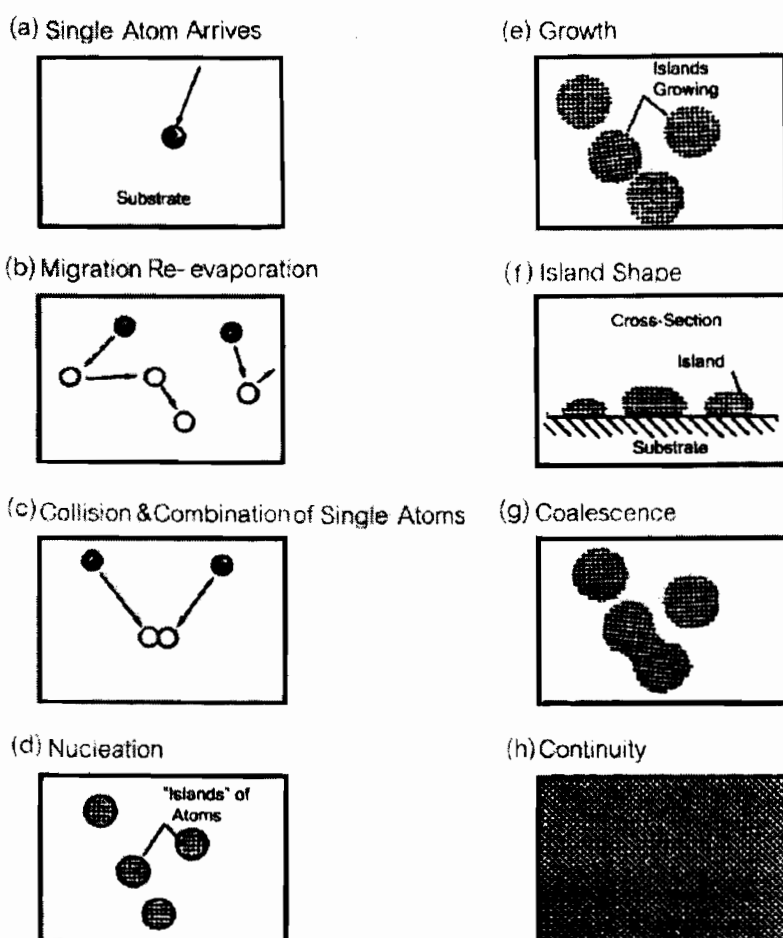 (a) Single Atom Arrives
Substrate
(b) Migration Re-evaporation
(c) Collision & Combination of Single Atoms
(d) Nucleation
"Islands" of
Atoms
(e) Growth
Islands
Growing
(f) Island Shape
Cross-Section
Island
Substrate
(g) Coalescence
(h) Continuity